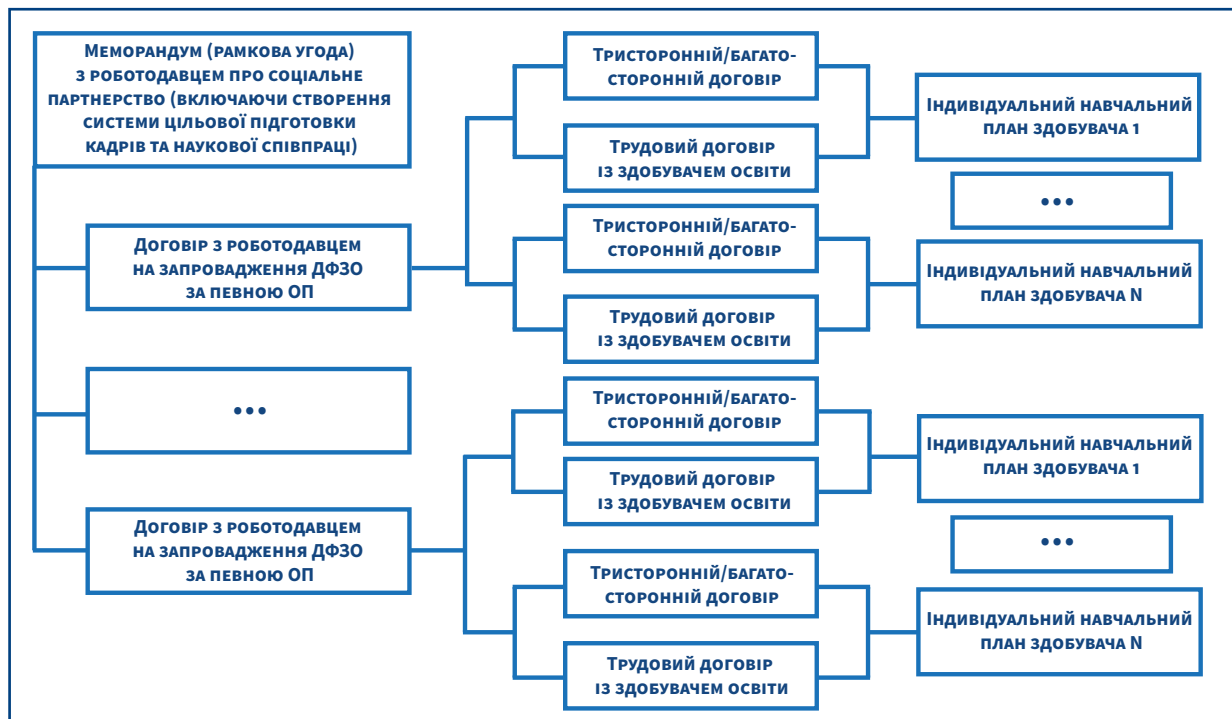 Меморандум (рамкова угода)
з роботодавцем про соціальне
партнерство (включаючи створення
системи цільової підготовки
кадрів та наукової співпраці)
Договір з роботодавцем
на запровадження ДФЗО
за певною ОП
•••
Договір з роботодавцем
на запровадження ДФЗО
за певною ОП
Тристоронній/багато-
сторонній договір
Трудовий договір
із здобувачем освіти
Тристоронній/багато-
сторонній договір
Трудовий договір
із здобувачем освіти
Тристоронній/багато-
сторонній договір
Трудовий договір
із здобувачем освіти
Тристоронній/багато-
сторонній договір
Трудовий договір
із здобувачем освіти
Індивідуальний навчальний
план здобувача 1
•••
Індивідуальний навчальний
план здобувача N
Індивідуальний навчальний
план здобувача 1
•••
Індивідуальний навчальний
план здобувача N